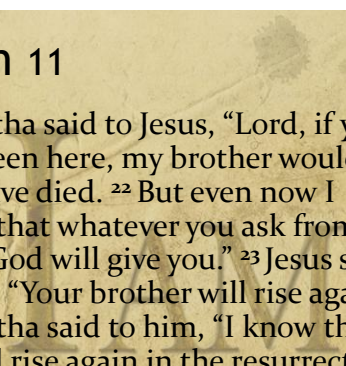 n 11
tha said to Jesus, “Lord, if y
een here, my brother woul
ve died. ²² But even now I
that whatever you ask from
God will give you.” ²³ Jesus s
“Your brother will rise aga
tha said to him, “I know th
l rise again in the resurrect
I AM